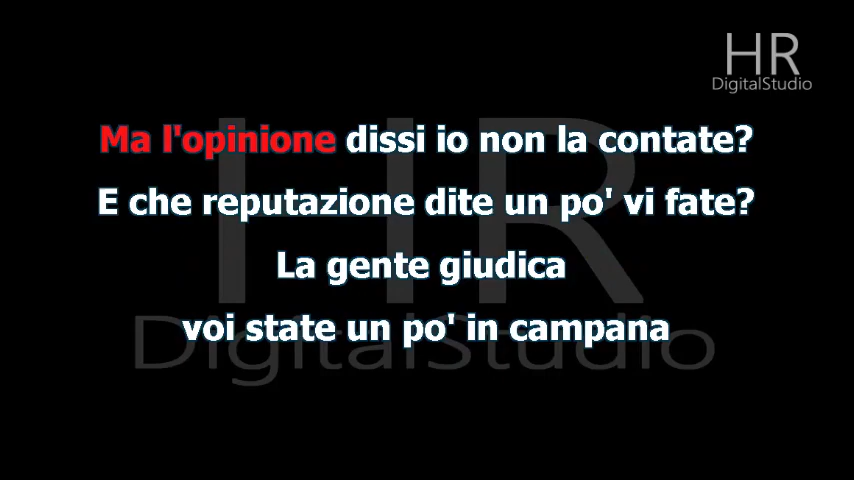 HR
DigitalStudio
Ma l'opinione dissi io non la contate?
E che reputazione dite un po' vi fate?
La gente giudica
voi state un po' in campana
HR
DigitalStudio